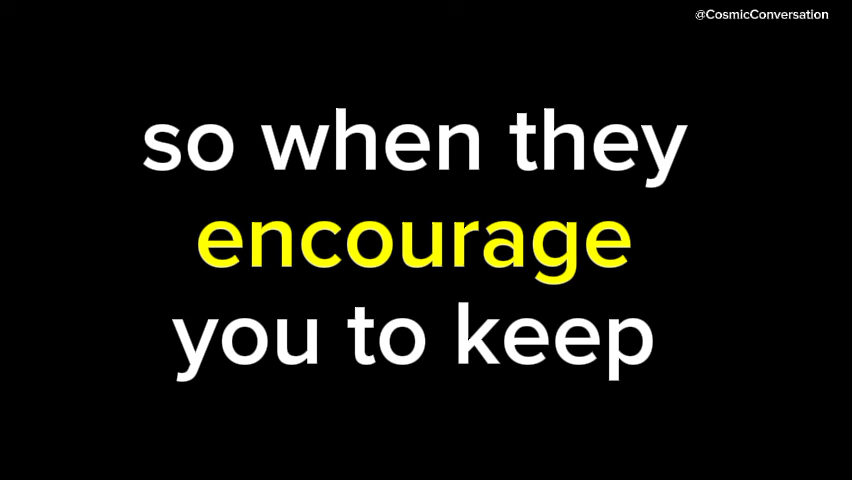 @CosmicConversation
so when they
encourage
you to keep